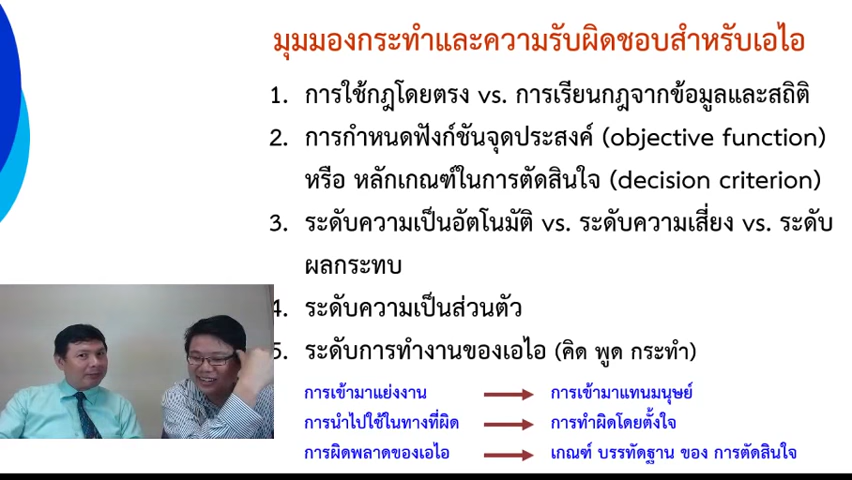 มุมมองกระทำและความรับผิดชอบสำหรับเอไอ
1. การใช้กฎโดยตรง vs. การเรียนกฎจากข้อมูลและสถิติ
2. การกำหนดฟังก์ชันจุดประสงค์ (objective function)
หรือ หลักเกณฑ์ในการตัดสินใจ (decision criterion)
3. ระดับความเป็นอัตโนมัติ vs. ระดับความเสี่ยง vs. ระดับ
ผลกระทบ
4. ระดับความเป็นส่วนตัว
5. ระดับการทำงานของเอไอ (คิด พูด กระทำ)
การเข้ามาแย่งงาน การเข้ามาแทนมนุษย์
การนำไปใช้ในทางที่ผิด การทำผิดโดยตั้งใจ
การผิดพลาดของเอไอ เกณฑ์ บรรทัดฐาน ของ การตัดสินใจ